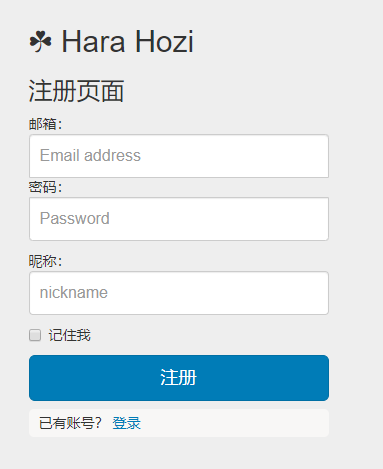 ☘ Hara Hozi
注册页面
邮箱：
Email address
密码：
Password
昵称：
nickname
记住我
注册
已有账号？ 登录